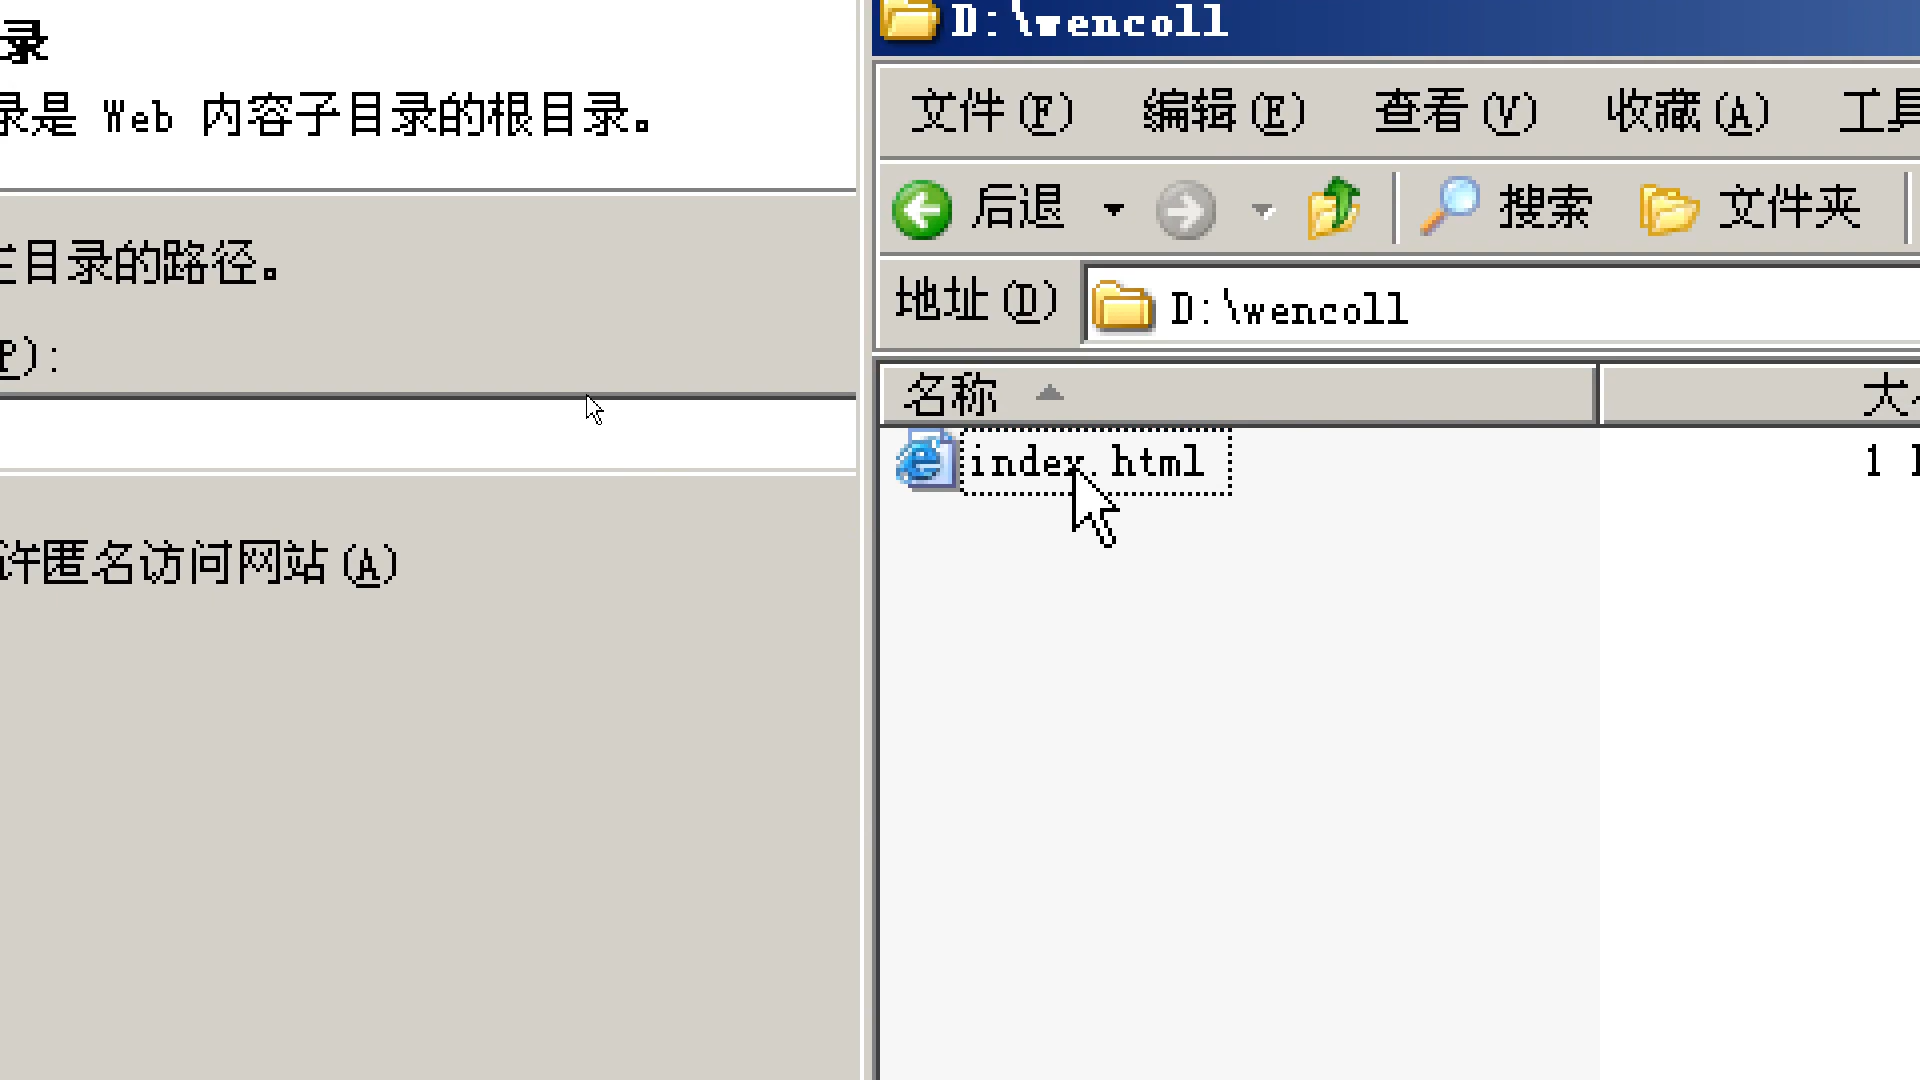 录
录是 Web 内容子目录的根目录。
主目录的路径。
P):
许匿名访问网站(A)
D:\wencoll
文件(F) 编辑(E) 查看(V) 收藏(A) 工具
后退 搜索 文件夹
地址(D) D:\wencoll
名称 大小
index.html 1